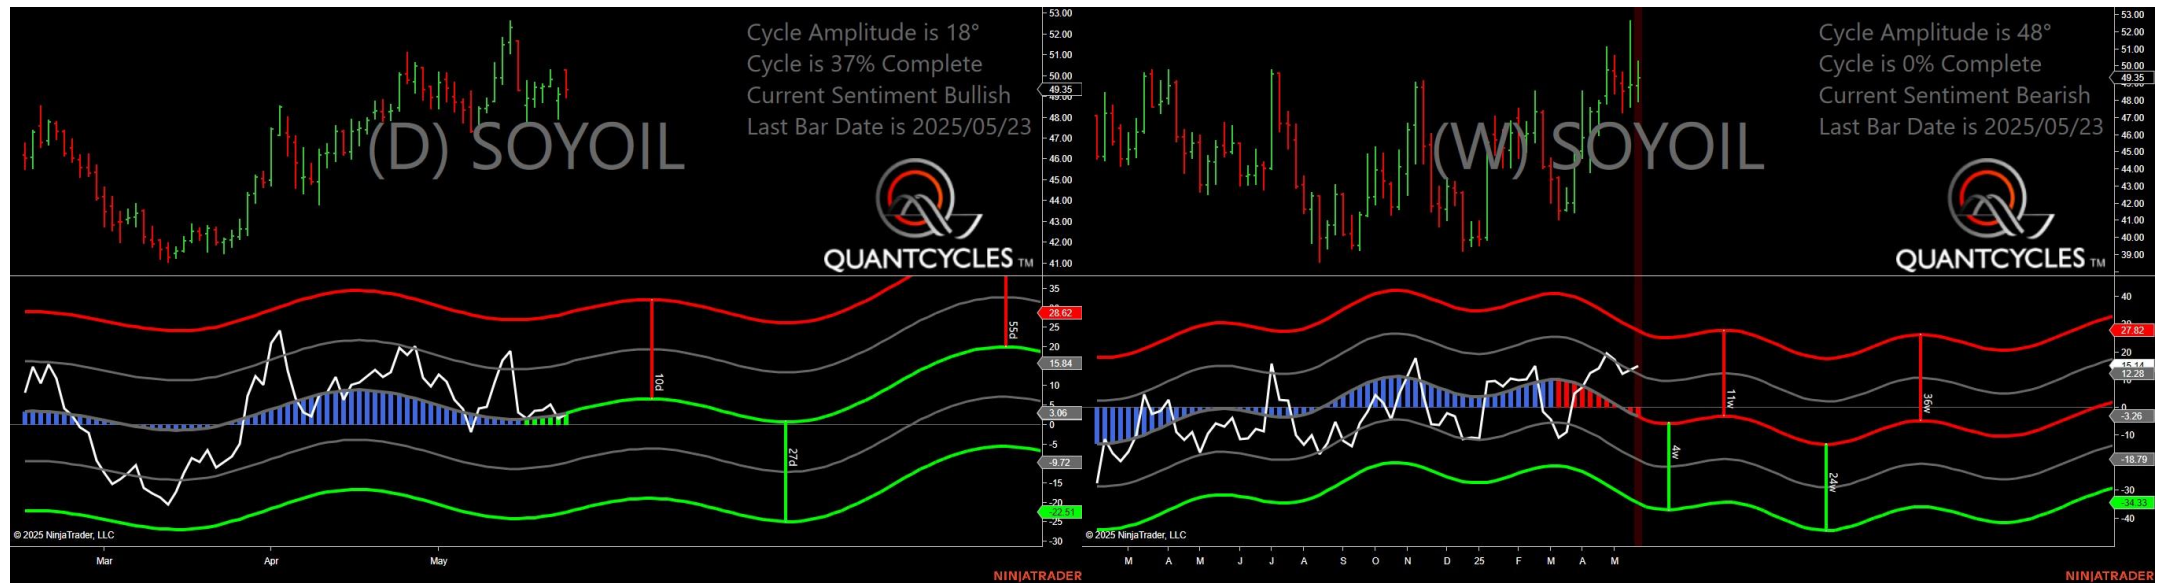 Cycle Amplitude is 18°
Cycle is 37% Complete
Current Sentiment Bullish
Last Bar Date is 2025/05/23
(D) SOYOIL
QUANTCYCLES TM
53.00
52.00
51.00
50.00
49.35
49.00
48.00
47.00
46.00
45.00
44.00
43.00
42.00
41.00
35
28.62
25
20
15.84
10
5
3.06
0
-5
-9.72
-15
-20
-22.51
-25
-30
10d
27d
55d
© 2025 NinjaTrader, LLC
Mar Apr May
NINJATRADER
Cycle Amplitude is 48°
Cycle is 0% Complete
Current Sentiment Bearish
Last Bar Date is 2025/05/23
(W) SOYOIL
QUANTCYCLES TM
53.00
52.00
51.00
50.00
49.35
48.00
47.00
46.00
45.00
44.00
43.00
42.00
41.00
40.00
39.00
40
27.82
20
12.28
0
-3.26
-10
-18.79
-30
-34.33
-40
4w
11w
24w
36w
© 2025 NinjaTrader, LLC
M A M J J A S O N D 25 F M A M
NINJATRADER